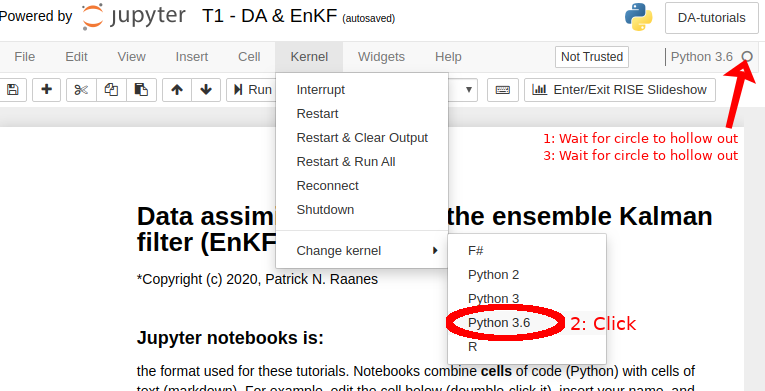 Powered by jupyter T1 - DA & EnKF (autosaved) DA-tutorials
File Edit View Insert Cell Kernel Widgets Help Not Trusted Python 3.6
Run Enter/Exit RISE Slideshow
Interrupt
Restart
Restart & Clear Output
Restart & Run All
Reconnect
Shutdown
Change kernel
F#
Python 2
Python 3
Python 3.6
R
1: Wait for circle to hollow out
3: Wait for circle to hollow out
2: Click
Data assim the ensemble Kalman
filter (EnKF
*Copyright (c) 2020, Patrick N. Raanes
Jupyter notebooks is:
the format used for these tutorials. Notebooks combine cells of code (Python) with cells of
text (markdown). For example, edit the cell below (double-click it), insert your name, and